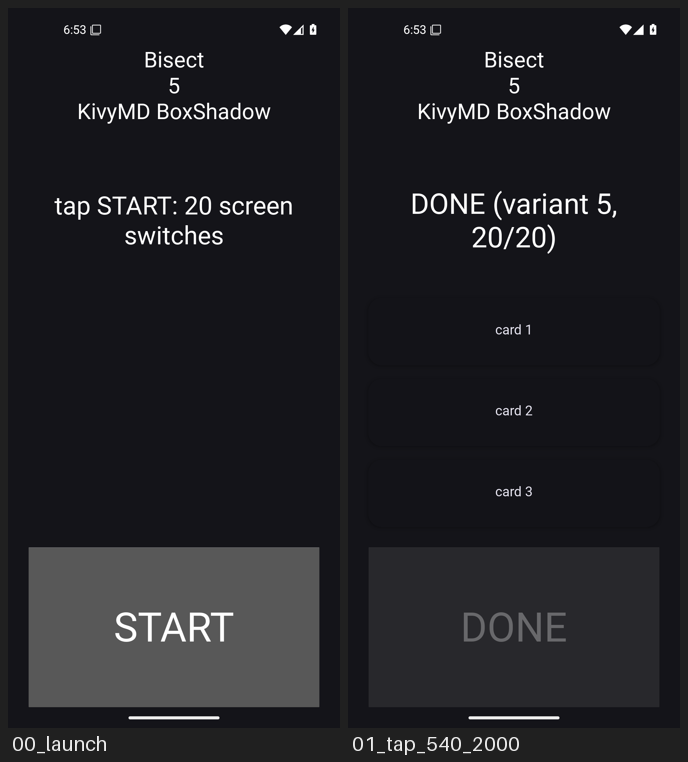 6:53
Bisect
5
KivyMD BoxShadow
tap START: 20 screen
switches
START
00_launch
6:53
Bisect
5
KivyMD BoxShadow
DONE (variant 5,
20/20)
card 1
card 2
card 3
DONE
01_tap_540_2000